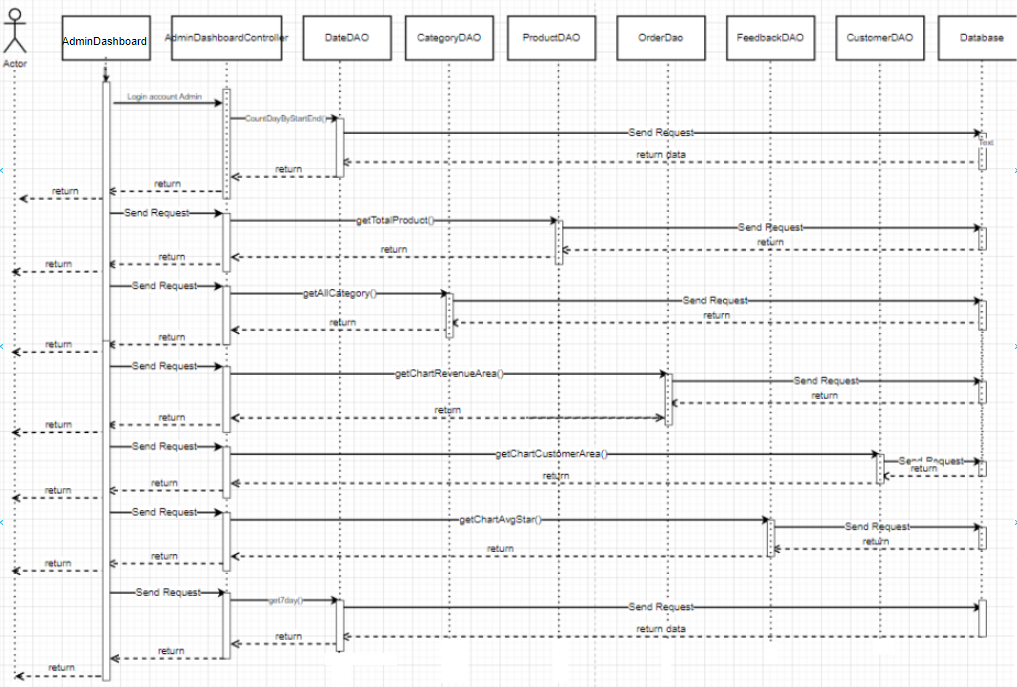 AdminDashboard
AdminDashboardController
DateDAO
CategoryDAO
ProductDAO
OrderDao
FeedbackDAO
CustomerDAO
Database
Actor
Login account Admin
CountDayByStartEnd()
Send Request
Text
return data
return
return
return
Send Request
getTotalProduct()
Send Request
return
return
return
return
Send Request
getAllCategory()
Send Request
return
return
return
return
Send Request
getChartRevenueArea()
Send Request
return
return
return
return
Send Request
getChartCustomerArea()
Send Request
return
return
return
return
Send Request
getChartAvgStar()
Send Request
return
return
return
return
Send Request
get7day()
Send Request
return data
return
return
return